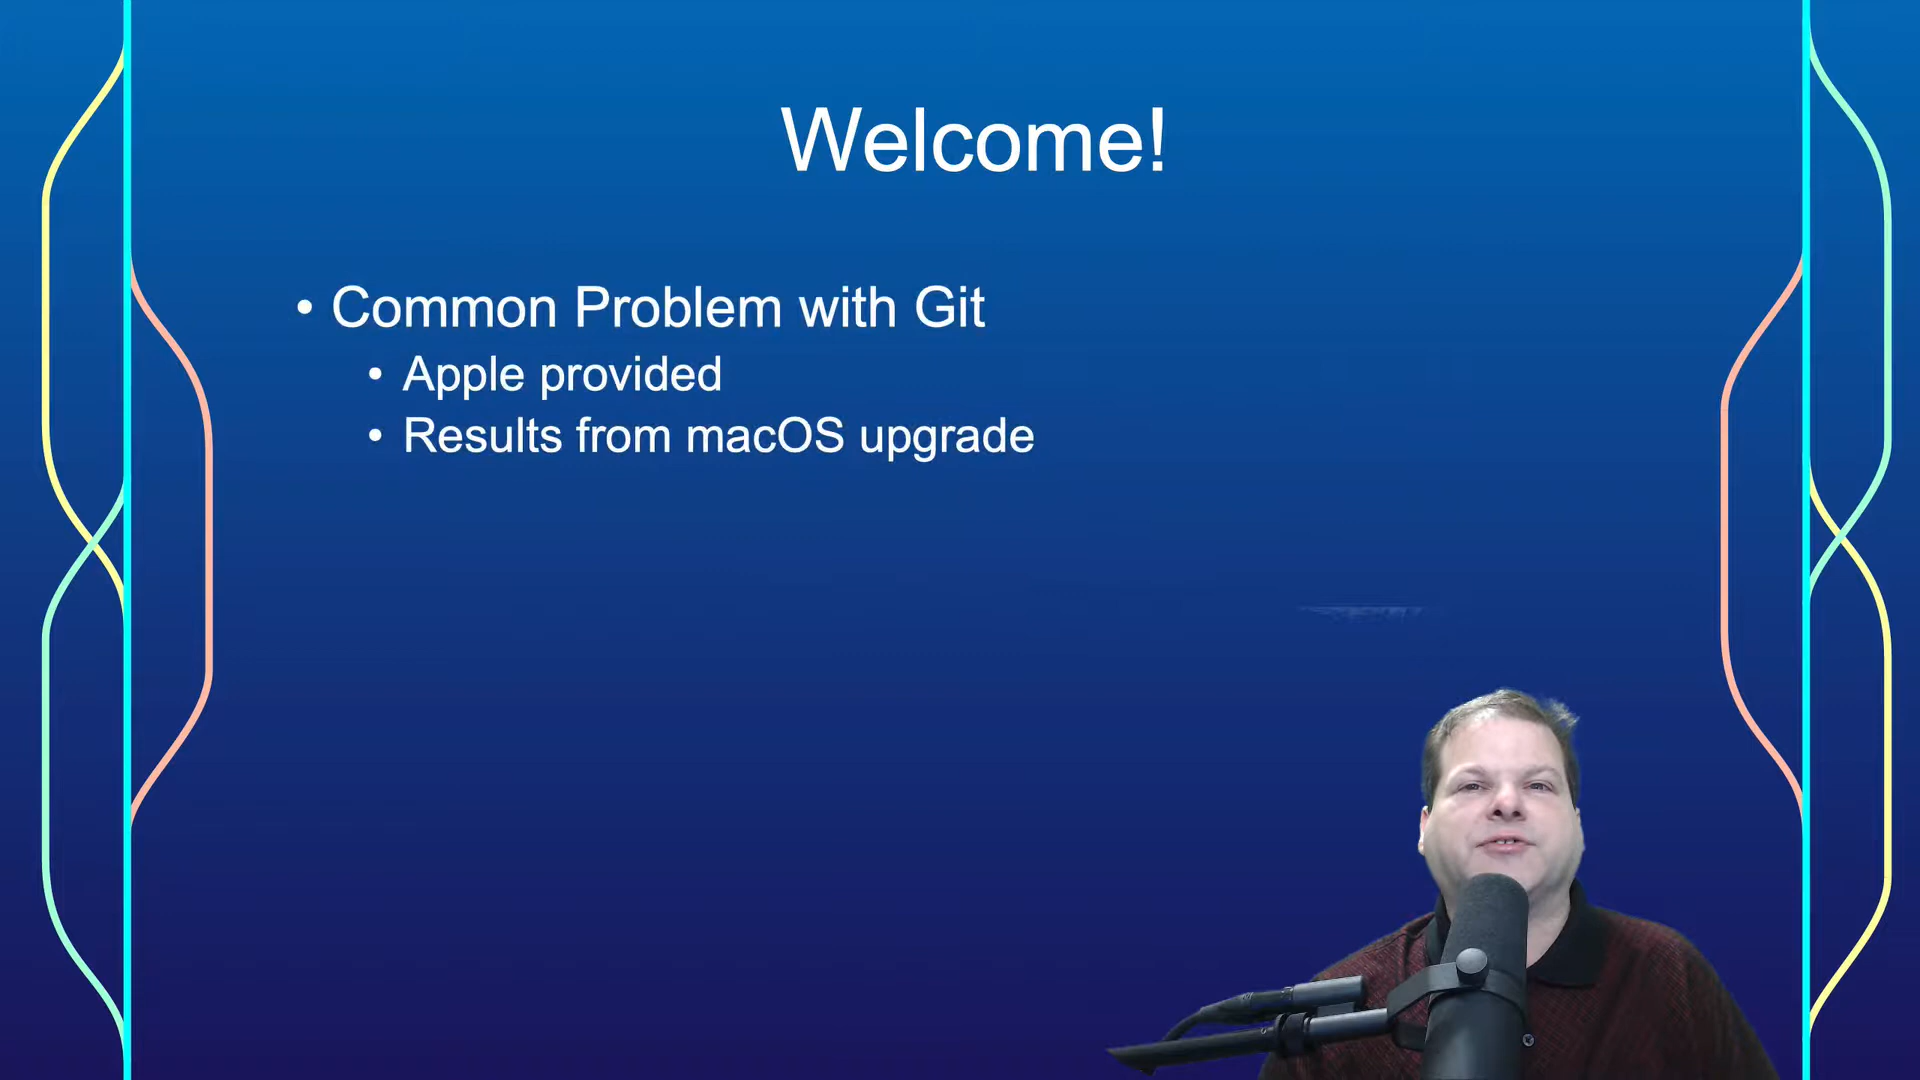 Welcome!
• Common Problem with Git
• Apple provided
• Results from macOS upgrade